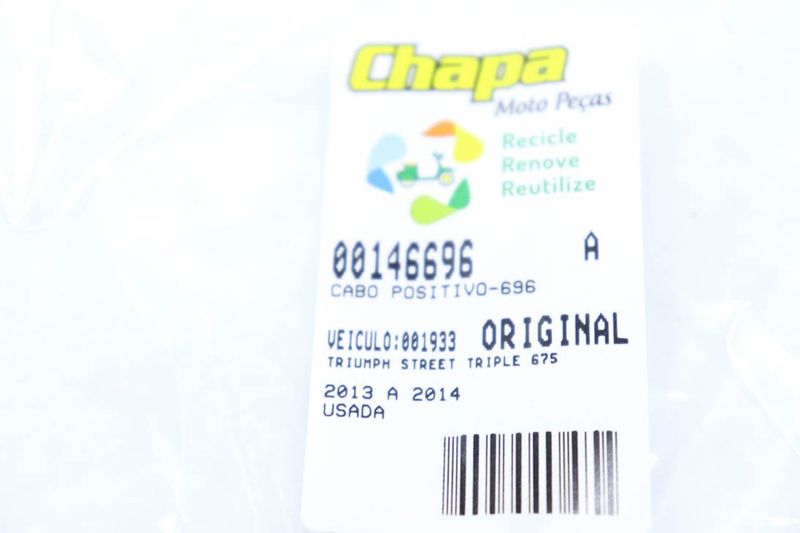 Chapa
Moto Peças
Recicle
Renove
Reutilize
00146696 A
CABO POSITIVO-696
VEICULO:001933 ORIGINAL
TRIUMPH STREET TRIPLE 675
2013 A 2014
USADA